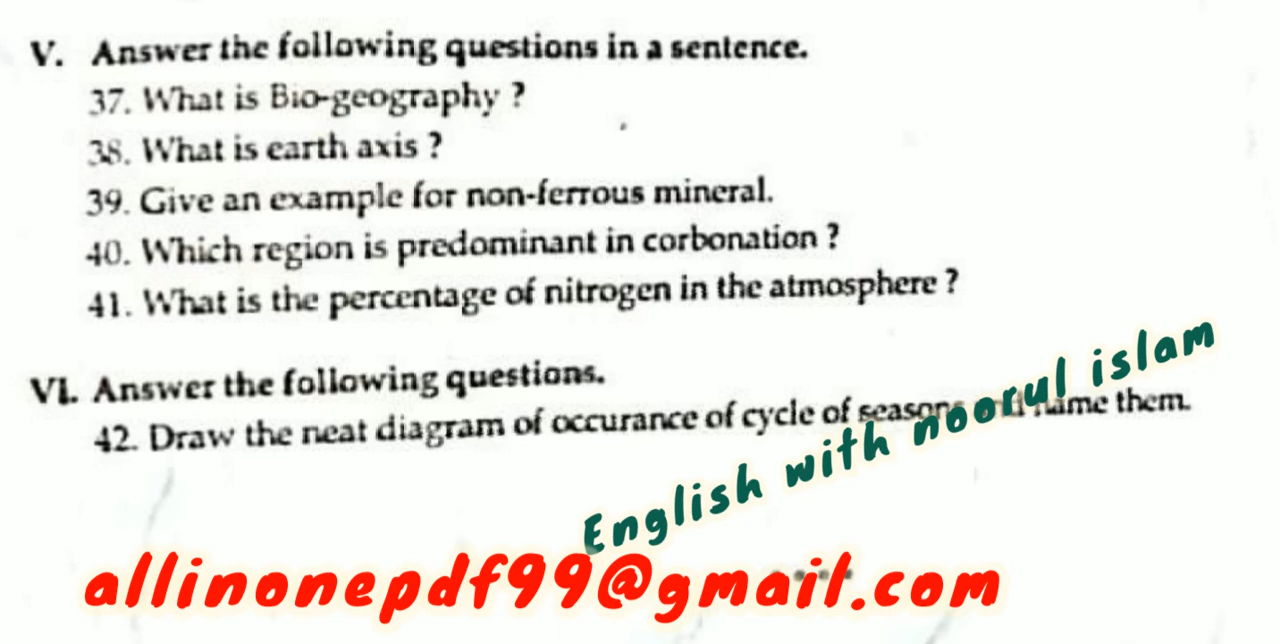 V. Answer the following questions in a sentence.
37. What is Bio-geography ?
38. What is earth axis ?
39. Give an example for non-ferrous mineral.
40. Which region is predominant in corbonation ?
41. What is the percentage of nitrogen in the atmosphere ?
VI. Answer the following questions.
42. Draw the neat diagram of occurance of cycle of seasons name them.
English with noorul islam
allinonepdf99@gmail.com